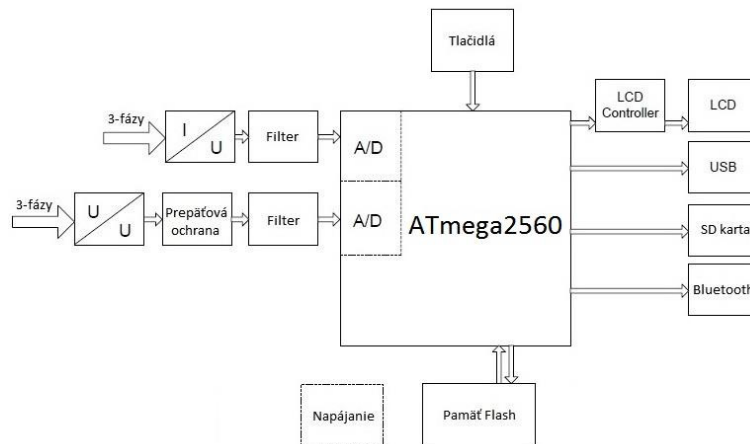 Tlačidlá
LCD
Controller
LCD
3-fázy
I
U
Filter
A/D
USB
3-fázy
U
U
Prepäťová
ochrana
Filter
A/D
ATmega2560
SD karta
Bluetooth
Napájanie
Pamäť Flash